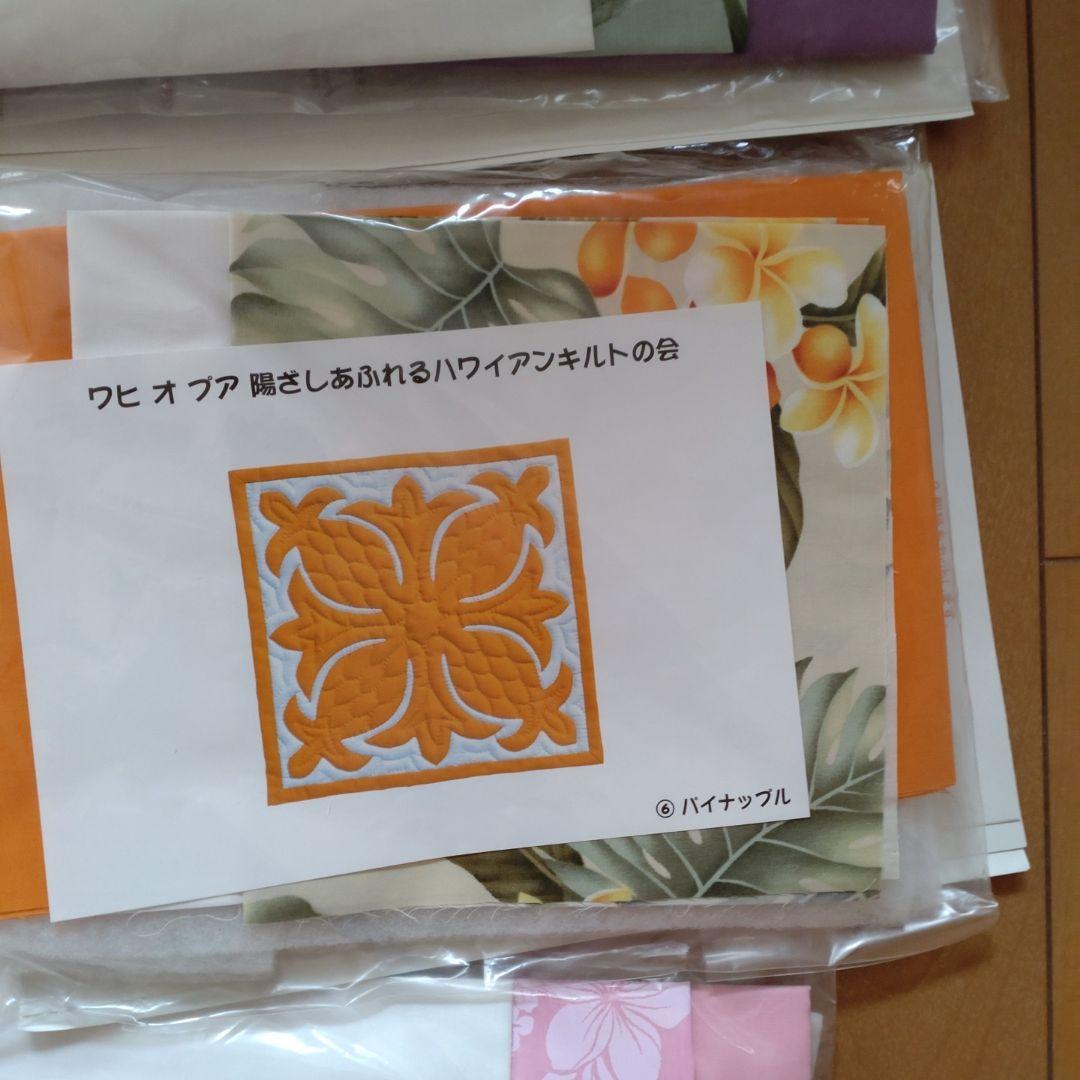 ワヒ オ プア 陽ざしあふれるハワイアンキルトの会
⑥ パイナップル